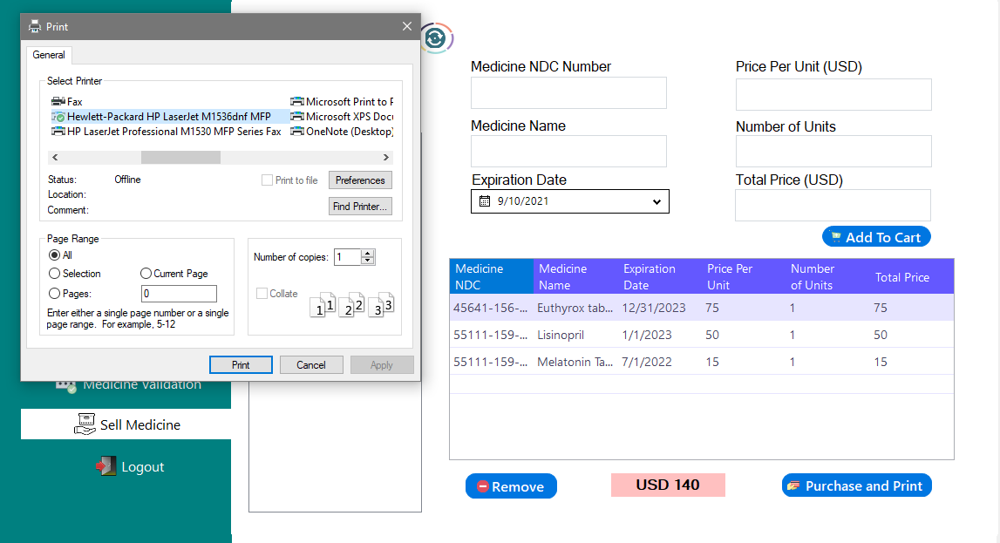 Print
General
Select Printer
Fax
Hewlett-Packard HP LaserJet M1536dnf MFP
HP LaserJet Professional M1530 MFP Series Fax
Microsoft Print to P
Microsoft XPS Docu
OneNote (Desktop)
Status: Offline
Location:
Comment:
Print to file
Preferences
Find Printer...
Page Range
All
Selection
Current Page
Pages:
0
Enter either a single page number or a single
page range. For example, 5-12
Number of copies: 1
Collate
1 1 2 2 3 3
Print
Cancel
Apply
Medicine Validation
Sell Medicine
Logout
Medicine NDC Number
Price Per Unit (USD)
Medicine Name
Number of Units
Expiration Date
9/10/2021
Total Price (USD)
Add To Cart
Medicine NDC
Medicine Name
Expiration Date
Price Per Unit
Number of Units
Total Price
45641-156-... Euthyrox tab... 12/31/2023 75 1 75
55111-159-... Lisinopril 1/1/2023 50 1 50
55111-159-... Melatonin Ta... 7/1/2022 15 1 15
Remove
USD 140
Purchase and Print